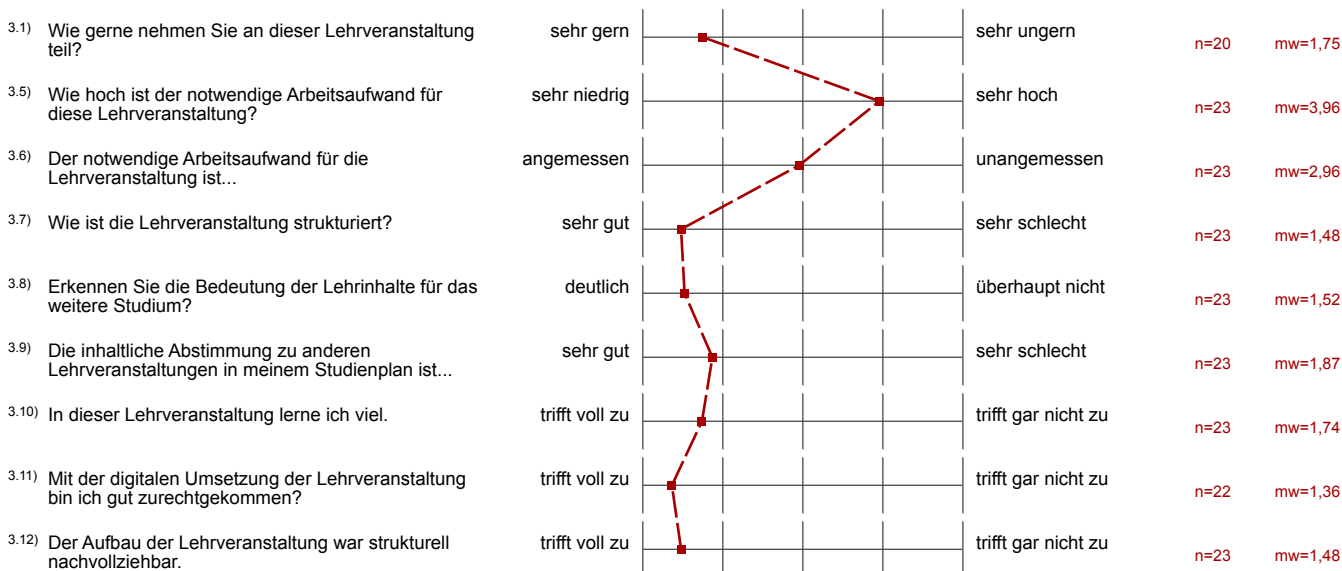 3.1) Wie gerne nehmen Sie an dieser Lehrveranstaltung sehr gern sehr ungern n=20 mw=1,75
teil?
3.5) Wie hoch ist der notwendige Arbeitsaufwand für sehr niedrig sehr hoch n=23 mw=3,96
diese Lehrveranstaltung?
3.6) Der notwendige Arbeitsaufwand für die angemessen unangemessen n=23 mw=2,96
Lehrveranstaltung ist...
3.7) Wie ist die Lehrveranstaltung strukturiert? sehr gut sehr schlecht n=23 mw=1,48
3.8) Erkennen Sie die Bedeutung der Lehrinhalte für das deutlich überhaupt nicht n=23 mw=1,52
weitere Studium?
3.9) Die inhaltliche Abstimmung zu anderen sehr gut sehr schlecht n=23 mw=1,87
Lehrveranstaltungen in meinem Studienplan ist...
3.10) In dieser Lehrveranstaltung lerne ich viel. trifft voll zu trifft gar nicht zu n=23 mw=1,74
3.11) Mit der digitalen Umsetzung der Lehrveranstaltung trifft voll zu trifft gar nicht zu n=22 mw=1,36
bin ich gut zurechtgekommen?
3.12) Der Aufbau der Lehrveranstaltung war strukturell trifft voll zu trifft gar nicht zu n=23 mw=1,48
nachvollziehbar.